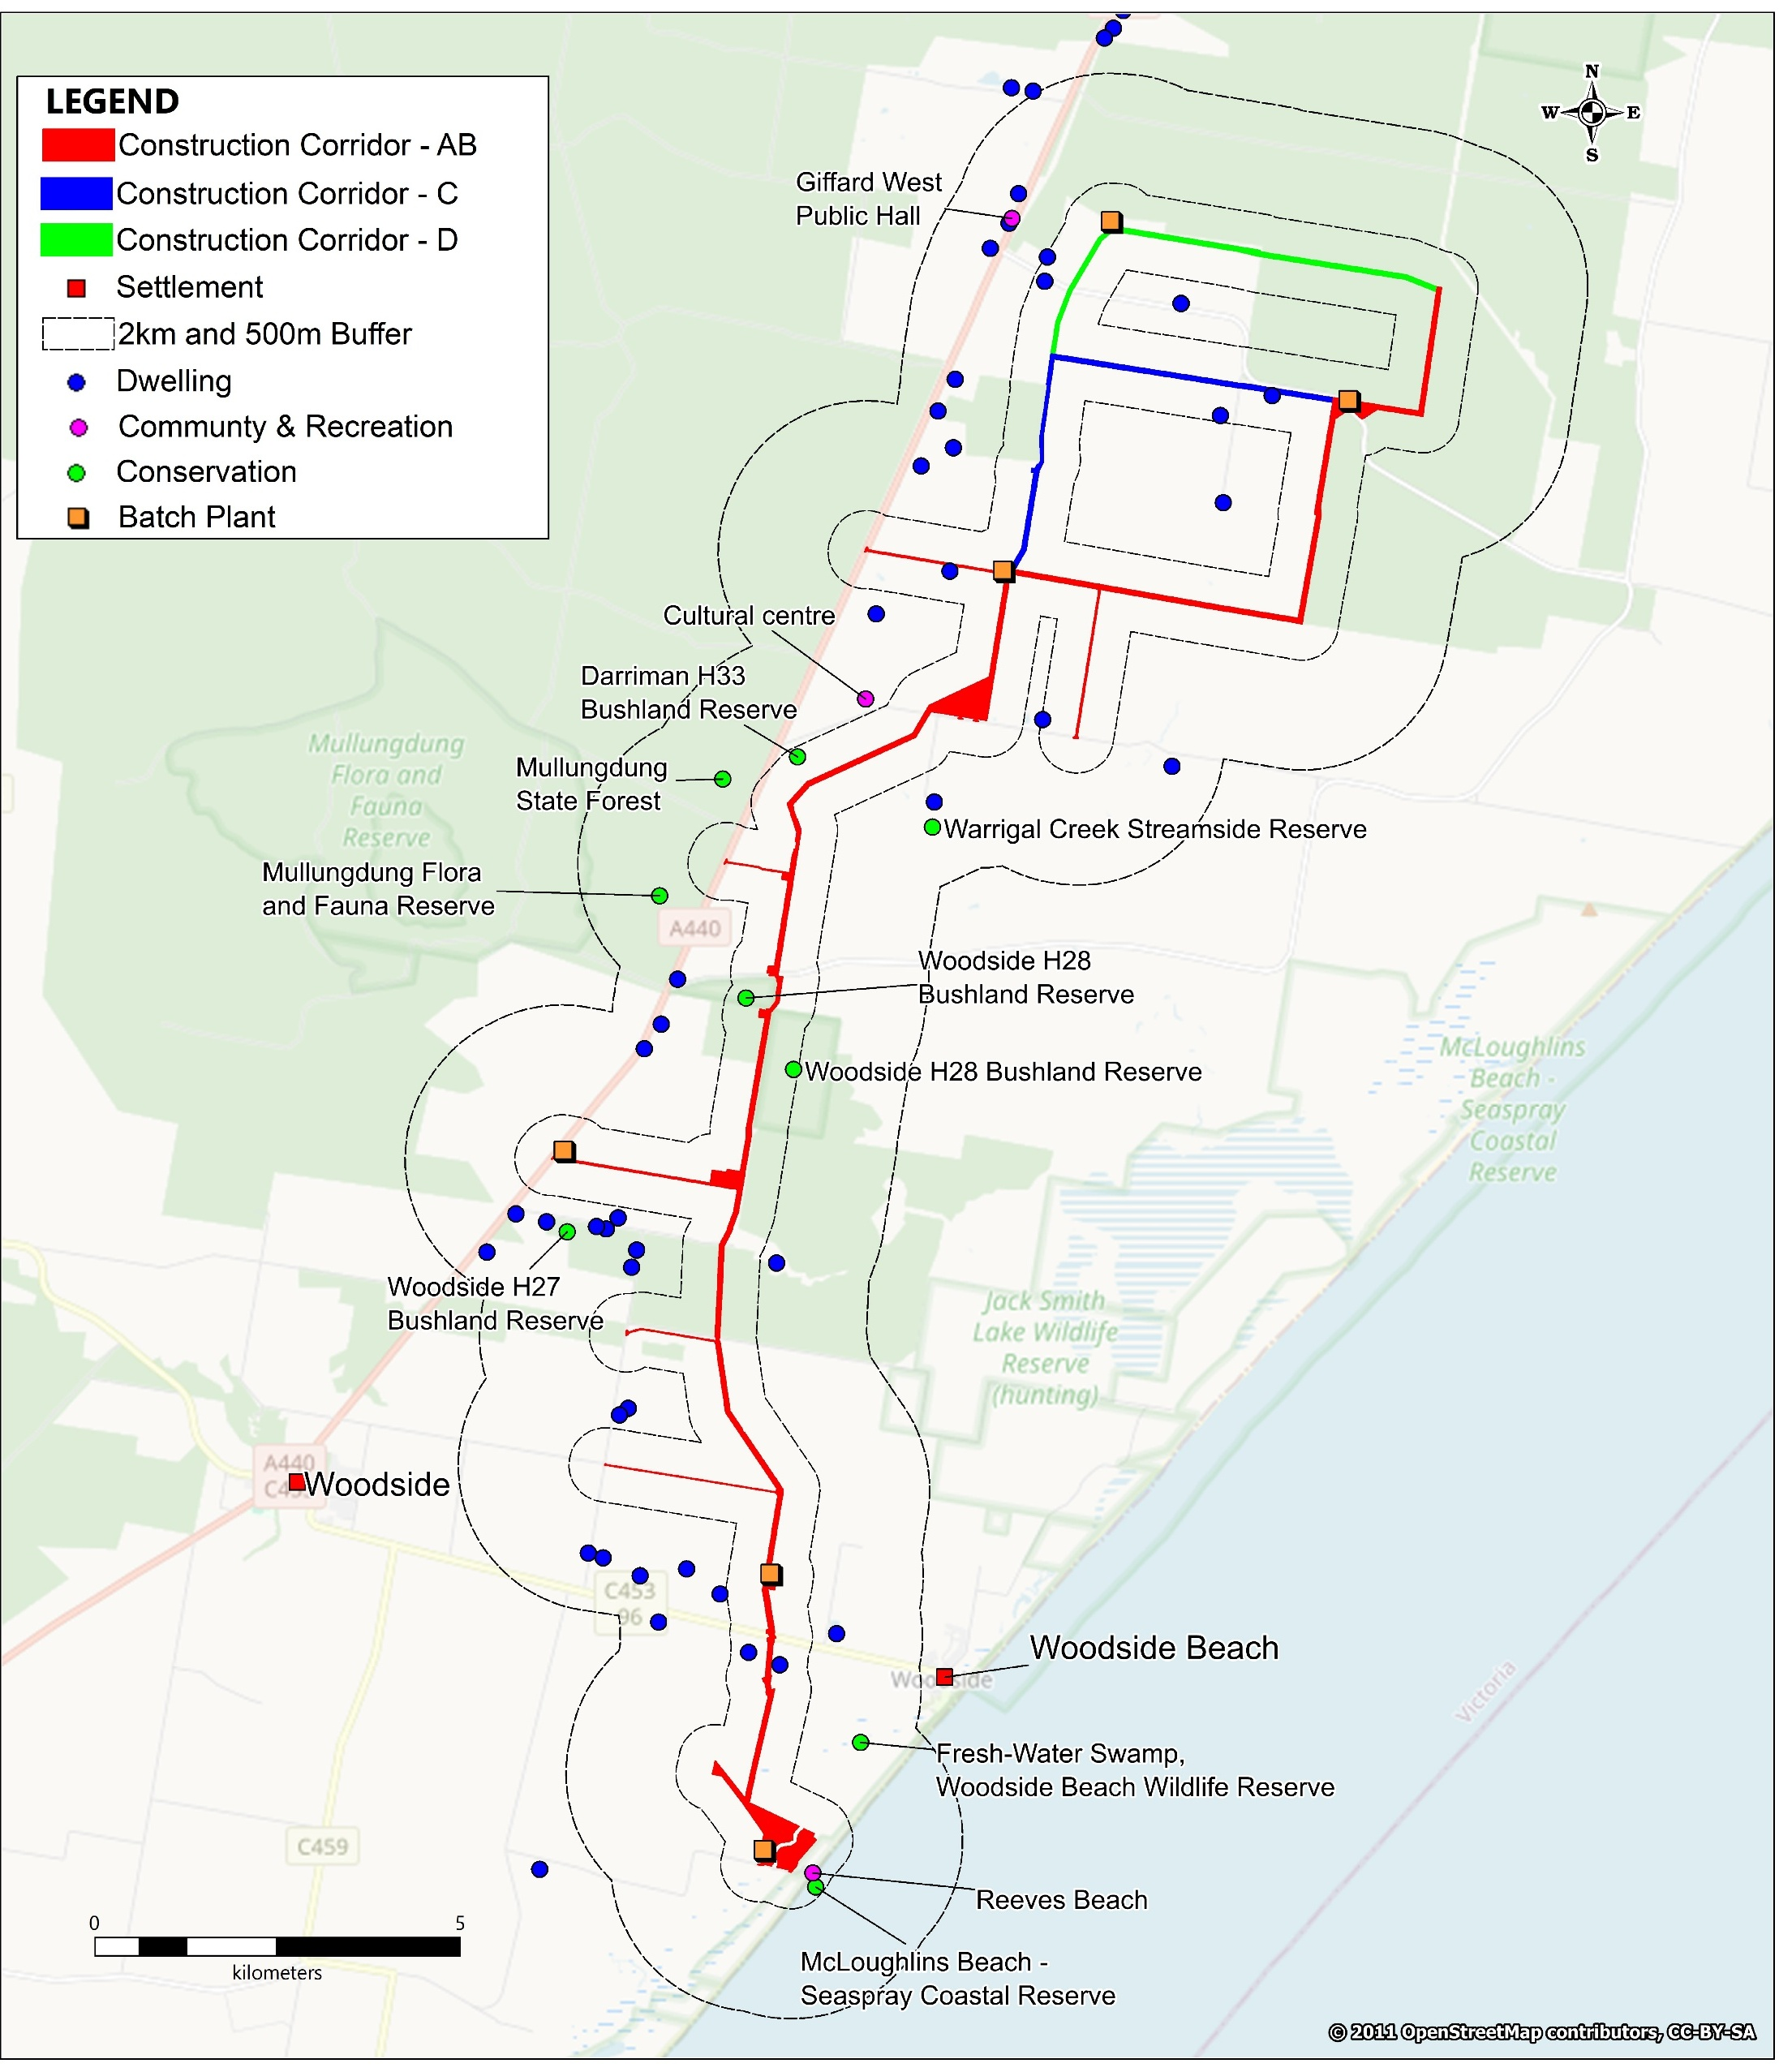 LEGEND
Construction Corridor - AB
Construction Corridor - C
Construction Corridor - D
Settlement
2km and 500m Buffer
Dwelling
Communty & Recreation
Conservation
Batch Plant
N
W
E
S
Giffard West
Public Hall
Cultural centre
Darriman H33
Bushland Reserve
Mullungdung
State Forest
Mullungdung
Flora and
Fauna
Reserve
Warrigal Creek Streamside Reserve
Mullungdung Flora
and Fauna Reserve
A440
Woodside H28
Bushland Reserve
Woodside H28 Bushland Reserve
McLoughlins
Beach -
Seaspray
Coastal
Reserve
Woodside H27
Bushland Reserve
Jack Smith
Lake Wildlife
Reserve
(hunting)
A440
Woodside
C453
96
Woodside Beach
Victoria
Fresh-Water Swamp,
Woodside Beach Wildlife Reserve
C459
Reeves Beach
McLoughlins Beach -
Seaspray Coastal Reserve
0
5
kilometers
© 2011 OpenStreetMap contributors, CC-BY-SA